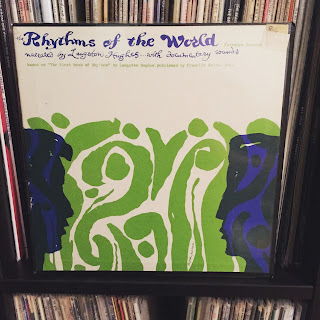 the Rhythms of the World
narrated by Langston Hughes with documentary sounds
based on "The First Book of Rhythms" by Langston Hughes published by Franklin Watts, Inc.